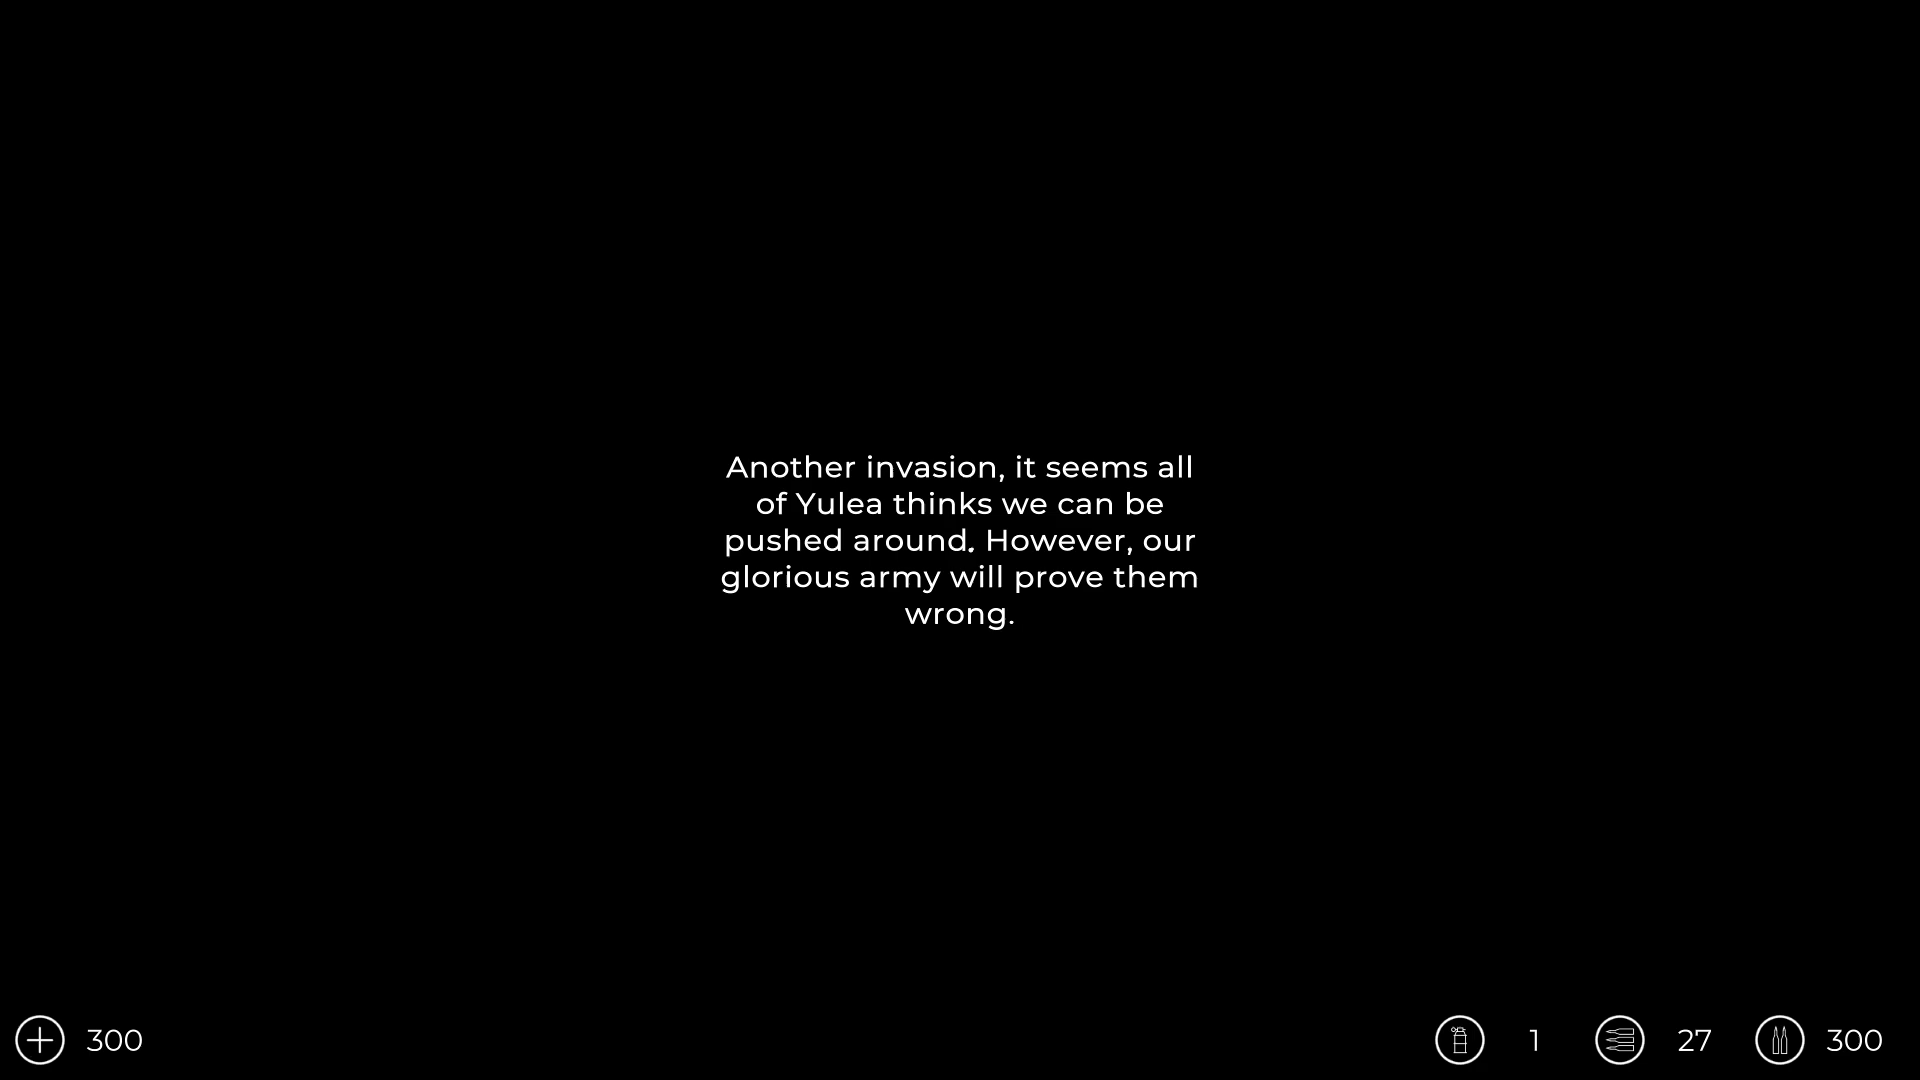 Another invasion, it seems all
of Yulea thinks we can be
pushed around. However, our
glorious army will prove them
wrong.
300
1
27
300